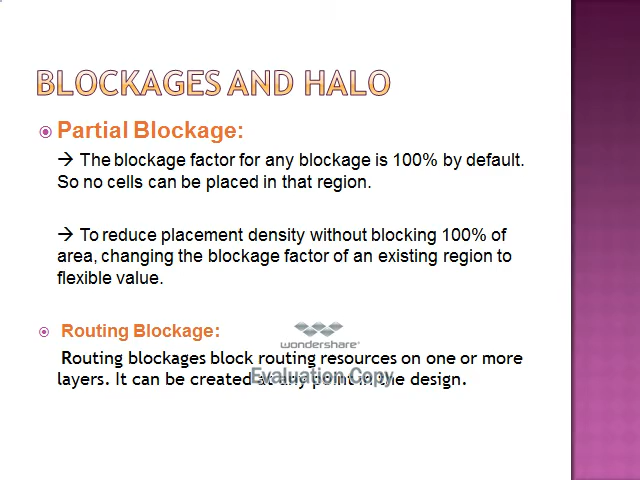 BLOCKAGES AND HALO
Partial Blockage:
→ The blockage factor for any blockage is 100% by default.
So no cells can be placed in that region.
→ To reduce placement density without blocking 100% of
area, changing the blockage factor of an existing region to
flexible value.
Routing Blockage:
Routing blockages block routing resources on one or more
layers. It can be created at any point in the design.
wondershare®
Evaluation Copy